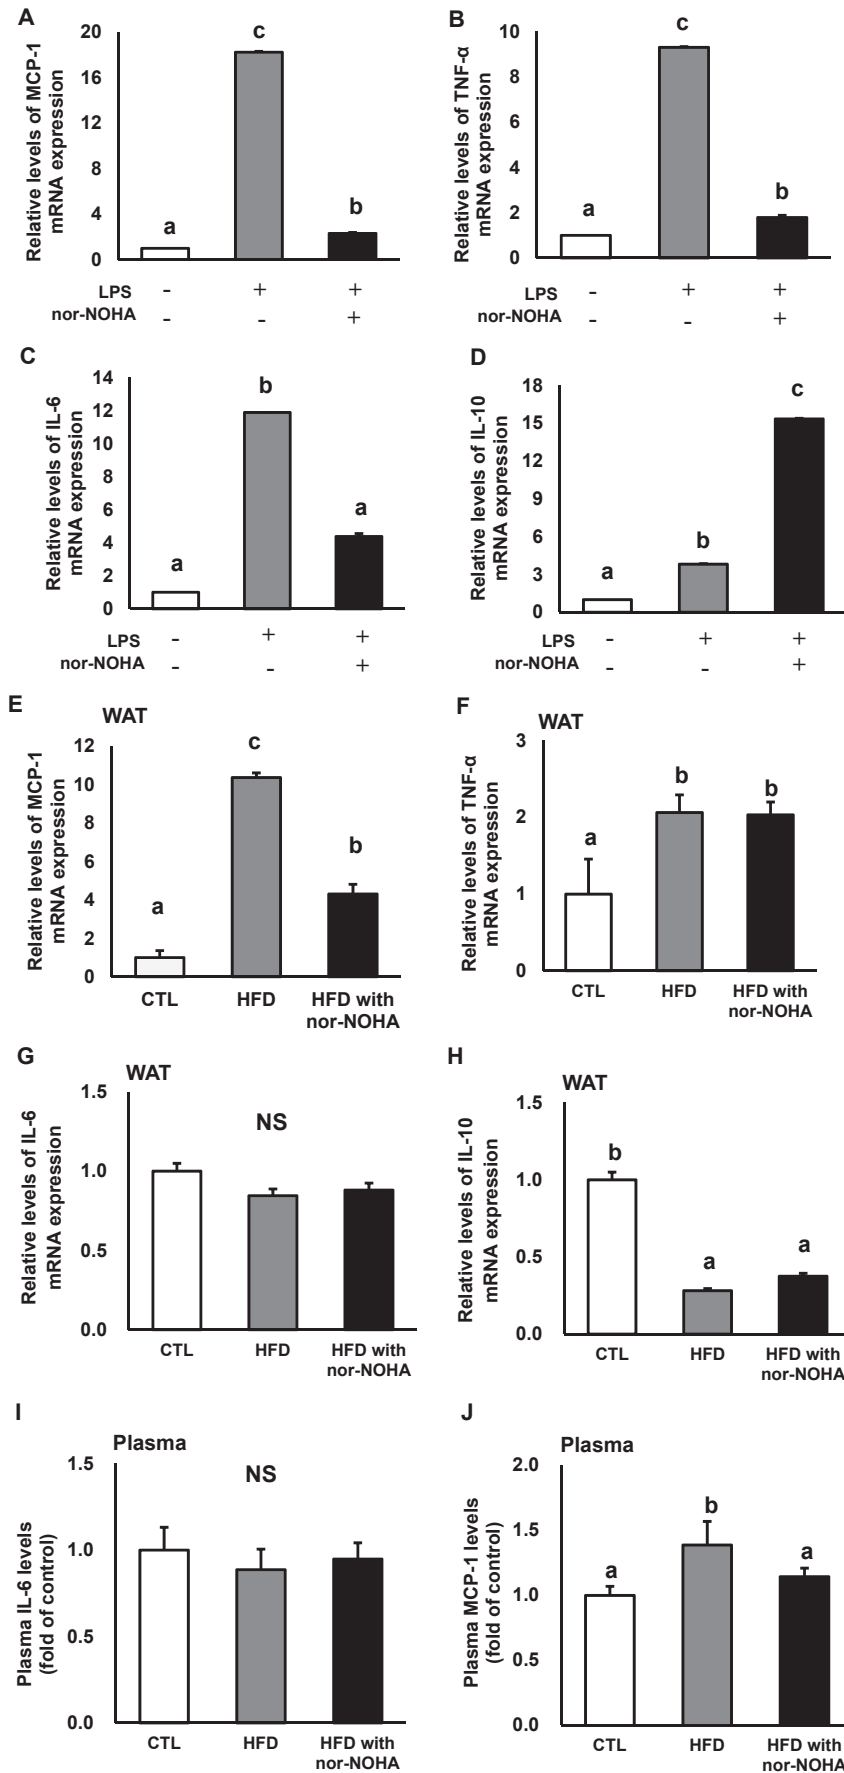 A
Relative levels of MCP-1
mRNA expression
20
16
12
8
4
0
a
c
b
LPS - + +
nor-NOHA - - +
B
Relative levels of TNF-α
mRNA expression
10
8
6
4
2
0
a
c
b
LPS - + +
nor-NOHA - - +
C
Relative levels of IL-6
mRNA expression
14
12
10
8
6
4
2
0
a
b
a
LPS - + +
nor-NOHA - - +
D
Relative levels of IL-10
mRNA expression
18
15
12
9
6
3
0
a
b
c
LPS - + +
nor-NOHA - - +
E
WAT
Relative levels of MCP-1
mRNA expression
12
10
8
6
4
2
0
a
c
b
CTL HFD HFD with
nor-NOHA
F
WAT
Relative levels of TNF-α
mRNA expression
3
2
1
0
a
b
b
CTL HFD HFD with
nor-NOHA
G
WAT
Relative levels of IL-6
mRNA expression
1.5
1.0
0.5
0.0
NS
CTL HFD HFD with
nor-NOHA
H
WAT
Relative levels of IL-10
mRNA expression
1.5
1.0
0.5
0.0
b
a
a
CTL HFD HFD with
nor-NOHA
I
Plasma
Plasma IL-6 levels
(fold of control)
1.5
1.0
0.5
0.0
NS
CTL HFD HFD with
nor-NOHA
J
Plasma
Plasma MCP-1 levels
(fold of control)
2.0
1.5
1.0
0.5
0.0
a
b
a
CTL HFD HFD with
nor-NOHA